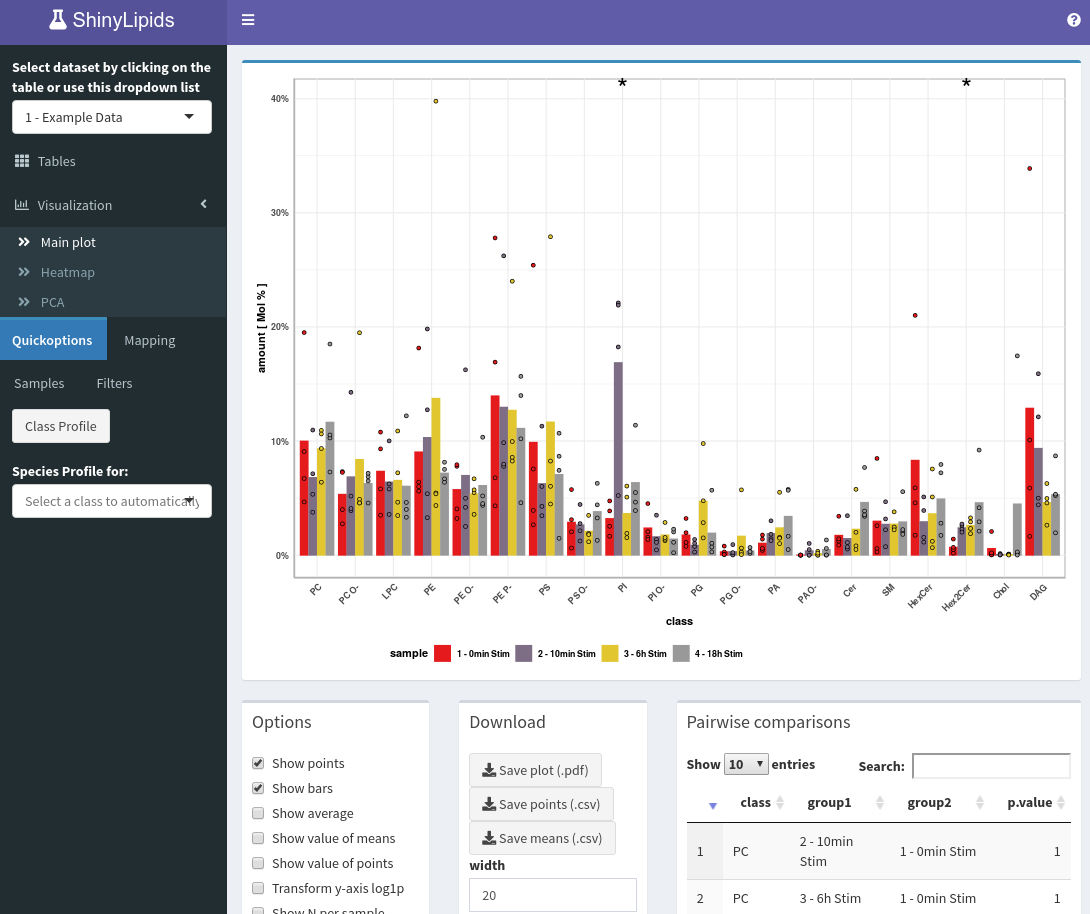 ShinyLipids
Select dataset by clicking on the
table or use this dropdown list
1 - Example Data
Tables
Visualization
Main plot
Heatmap
PCA
Quickoptions
Mapping
Samples
Filters
Class Profile
Species Profile for:
Select a class to automatically
* *
40%
30%
20%
10%
0%
amount [ Mol % ]
PC PC O- LPC PE PE O- PE P- PS PS O- PI PI O- PG PG O- PA PA O- Cer SM HexCer Hex2Cer Chol DAG
class
sample 1 - 0min Stim 2 - 10min Stim 3 - 6h Stim 4 - 18h Stim
Options
Show points
Show bars
Show average
Show value of means
Show value of points
Transform y-axis log1p
Show N per sample
Download
Save plot (.pdf)
Save points (.csv)
Save means (.csv)
width
20
Pairwise comparisons
Show 10 entries
Search:
class group1 group2 p.value
1 PC 2 - 10min Stim 1 - 0min Stim 1
2 PC 3 - 6h Stim 1 - 0min Stim 1